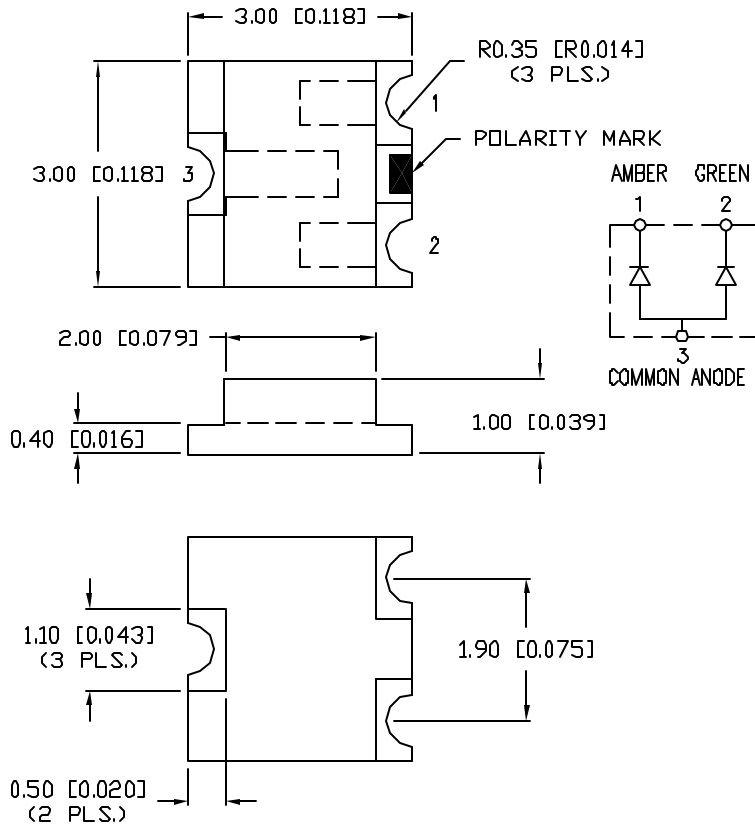 3.00 [0.118]
R0.35 [R0.014]
(3 PLS.)
1
POLARITY MARK
3.00 [0.118]
3
AMBER GREEN
1 2
2
2.00 [0.079]
3
COMMON ANODE
1.00 [0.039]
0.40 [0.016]
1.10 [0.043]
(3 PLS.)
1.90 [0.075]
0.50 [0.020]
(2 PLS.)